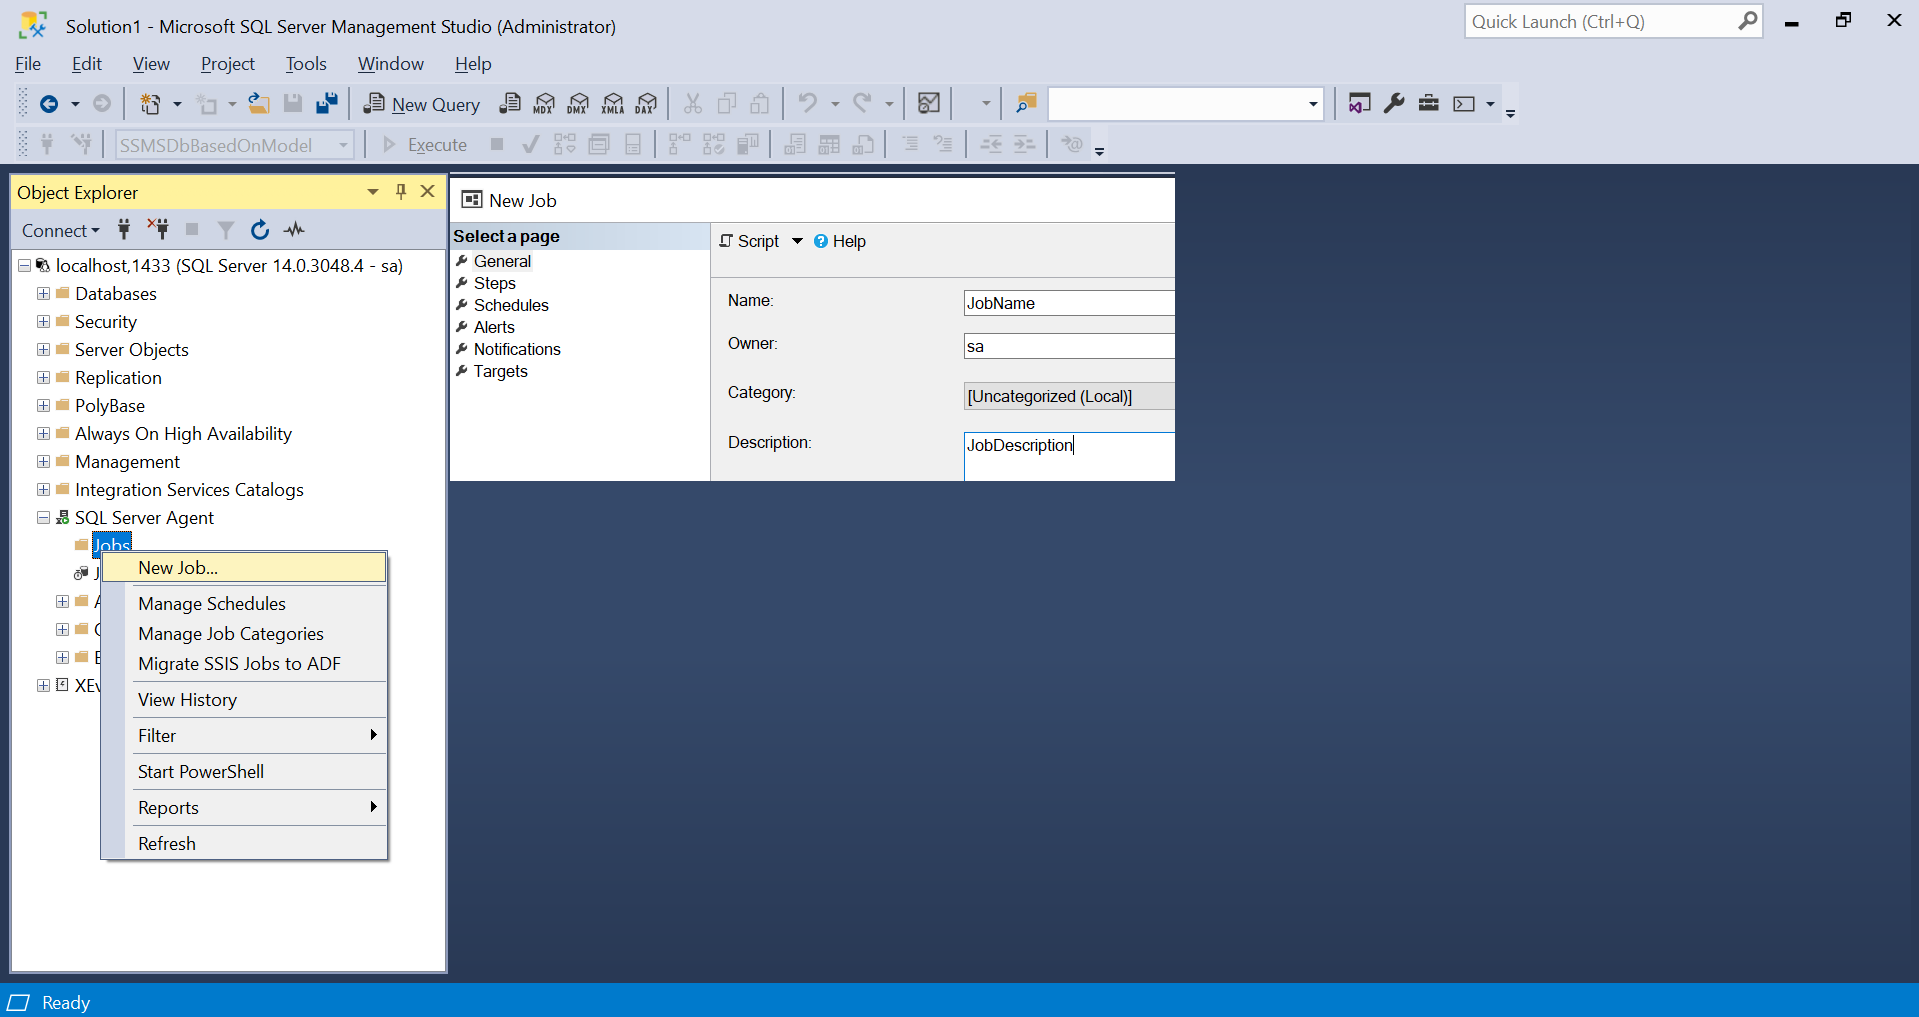 Solution1 - Microsoft SQL Server Management Studio (Administrator)
Quick Launch (Ctrl+Q)
File Edit View Project Tools Window Help
New Query MDX DMX XMLA DAX
SSMSDbBasedOnModel Execute
Object Explorer
Connect
localhost,1433 (SQL Server 14.0.3048.4 - sa)
Databases
Security
Server Objects
Replication
PolyBase
Always On High Availability
Management
Integration Services Catalogs
SQL Server Agent
Jobs
New Job...
Manage Schedules
Manage Job Categories
Migrate SSIS Jobs to ADF
View History
Filter
Start PowerShell
Reports
Refresh
New Job
Select a page
General
Steps
Schedules
Alerts
Notifications
Targets
Script Help
Name: JobName
Owner: sa
Category: [Uncategorized (Local)]
Description: JobDescription
Ready